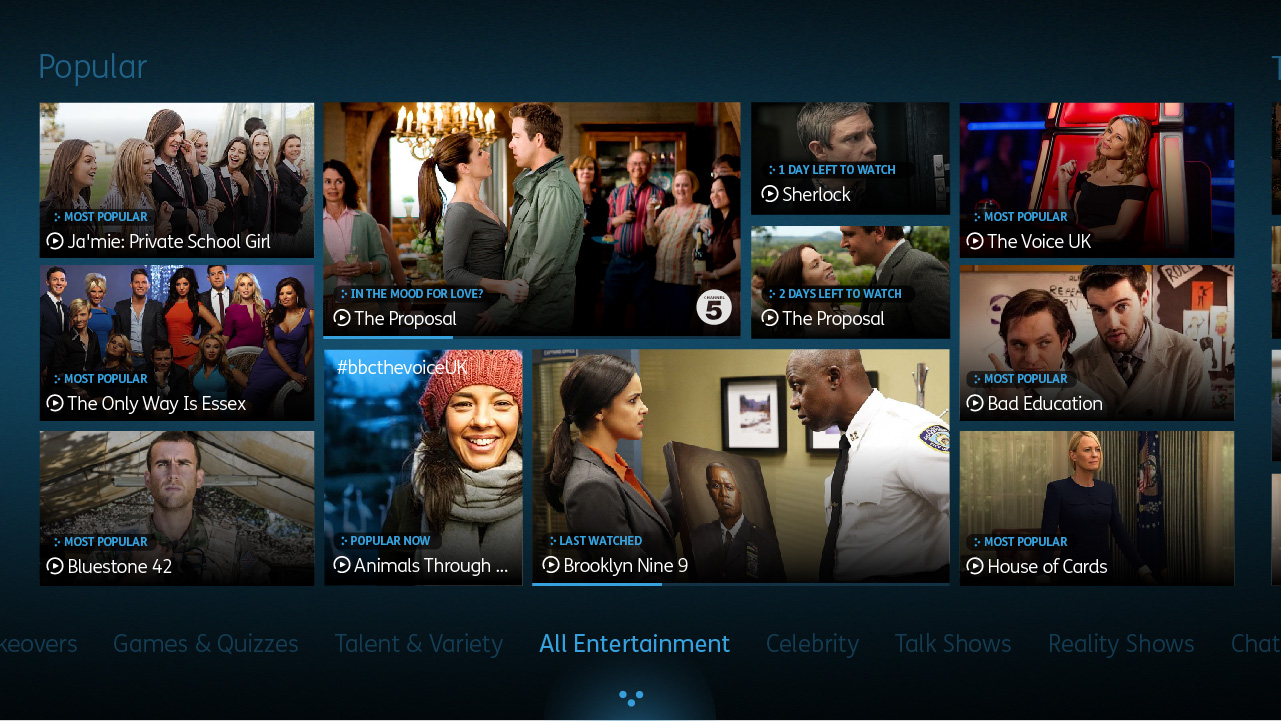 Popular
MOST POPULAR
Ja'mie: Private School Girl
MOST POPULAR
The Only Way Is Essex
MOST POPULAR
Bluestone 42
IN THE MOOD FOR LOVE?
The Proposal
CHANNEL
5
1 DAY LEFT TO WATCH
Sherlock
2 DAYS LEFT TO WATCH
The Proposal
#bbcthevoiceUK
POPULAR NOW
Animals Through ...
LAST WATCHED
Brooklyn Nine 9
MOST POPULAR
The Voice UK
MOST POPULAR
Bad Education
MOST POPULAR
House of Cards
keovers Games & Quizzes Talent & Variety All Entertainment Celebrity Talk Shows Reality Shows Chat